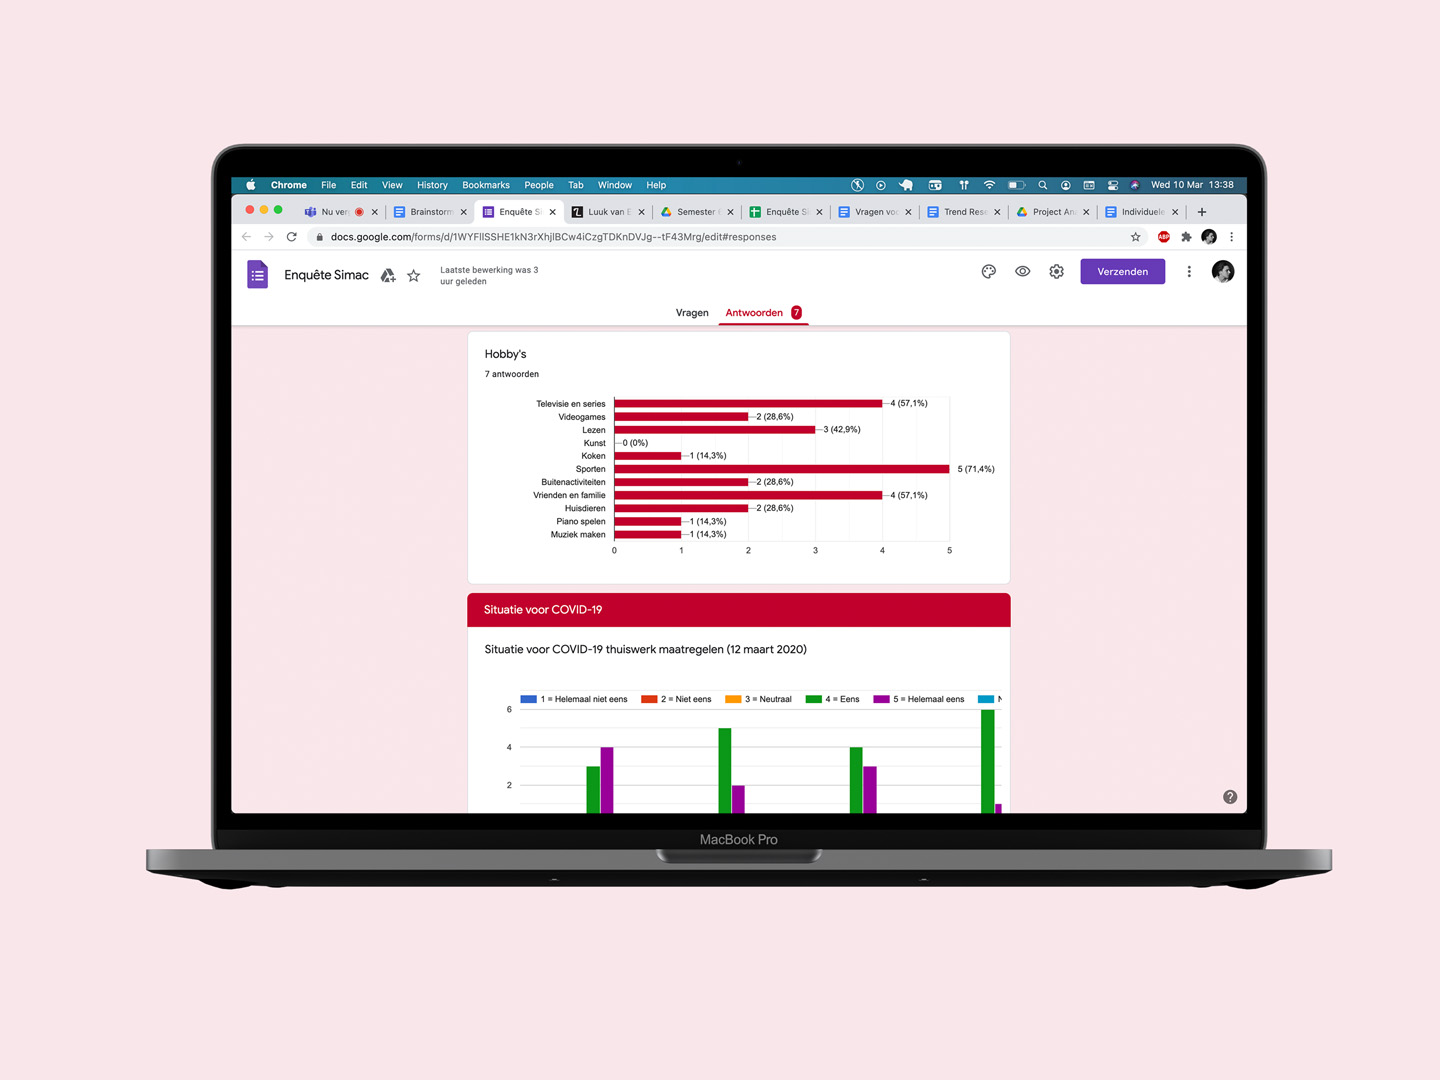 Chrome File Edit View History Bookmarks People Tab Window Help Wed 10 Mar 13:38
Nu ver Brainstorm Enquête Si Luuk van E Semester Enquête Si Vragen voo Trend Rese Project Ana Individuele
docs.google.com/forms/d/1WYFIlSSHE1kN3rXhjlBCw4iCzgTDKnDVJg--tF43Mrg/edit#responses
ABP
Enquête Simac
Laatste bewerking was 3
uur geleden
Verzenden
Vragen Antwoorden 7
Hobby's
7 antwoorden
Televisie en series 4 (57,1%)
Videogames 2 (28,6%)
Lezen 3 (42,9%)
Kunst 0 (0%)
Koken 1 (14,3%)
Sporten 5 (71,4%)
Buitenactiviteiten 2 (28,6%)
Vrienden en familie 4 (57,1%)
Huisdieren 2 (28,6%)
Piano spelen 1 (14,3%)
Muziek maken 1 (14,3%)
0 1 2 3 4 5
Situatie voor COVID-19
Situatie voor COVID-19 thuiswerk maatregelen (12 maart 2020)
1 = Helemaal niet eens 2 = Niet eens 3 = Neutraal 4 = Eens 5 = Helemaal eens N
6
4
2
MacBook Pro